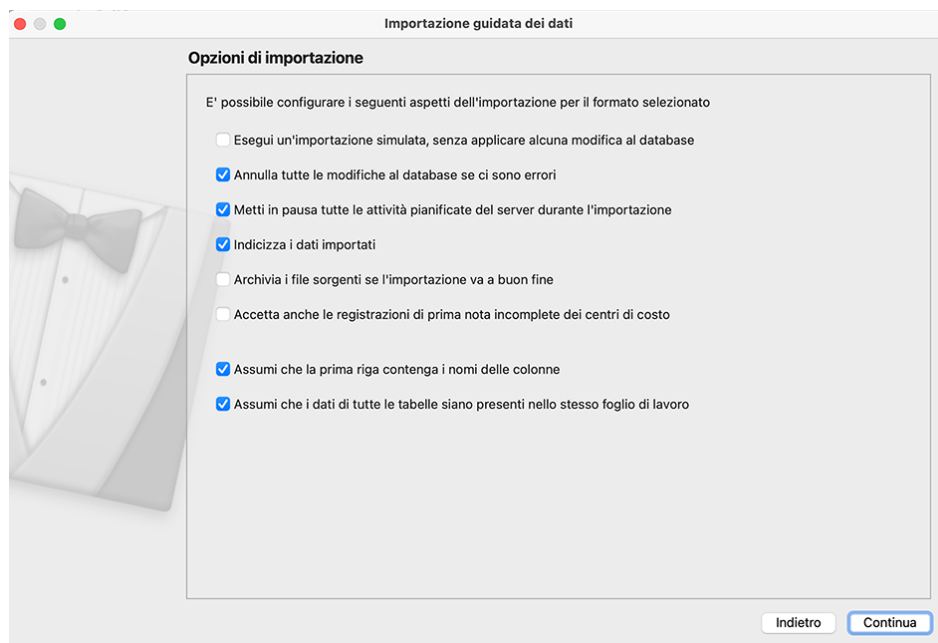 Importazione guidata dei dati
Opzioni di importazione
E' possibile configurare i seguenti aspetti dell'importazione per il formato selezionato
Esegui un'importazione simulata, senza applicare alcuna modifica al database
Annulla tutte le modifiche al database se ci sono errori
Metti in pausa tutte le attività pianificate del server durante l'importazione
Indicizza i dati importati
Archivia i file sorgenti se l'importazione va a buon fine
Accetta anche le registrazioni di prima nota incomplete dei centri di costo
Assumi che la prima riga contenga i nomi delle colonne
Assumi che i dati di tutte le tabelle siano presenti nello stesso foglio di lavoro
Indietro
Continua